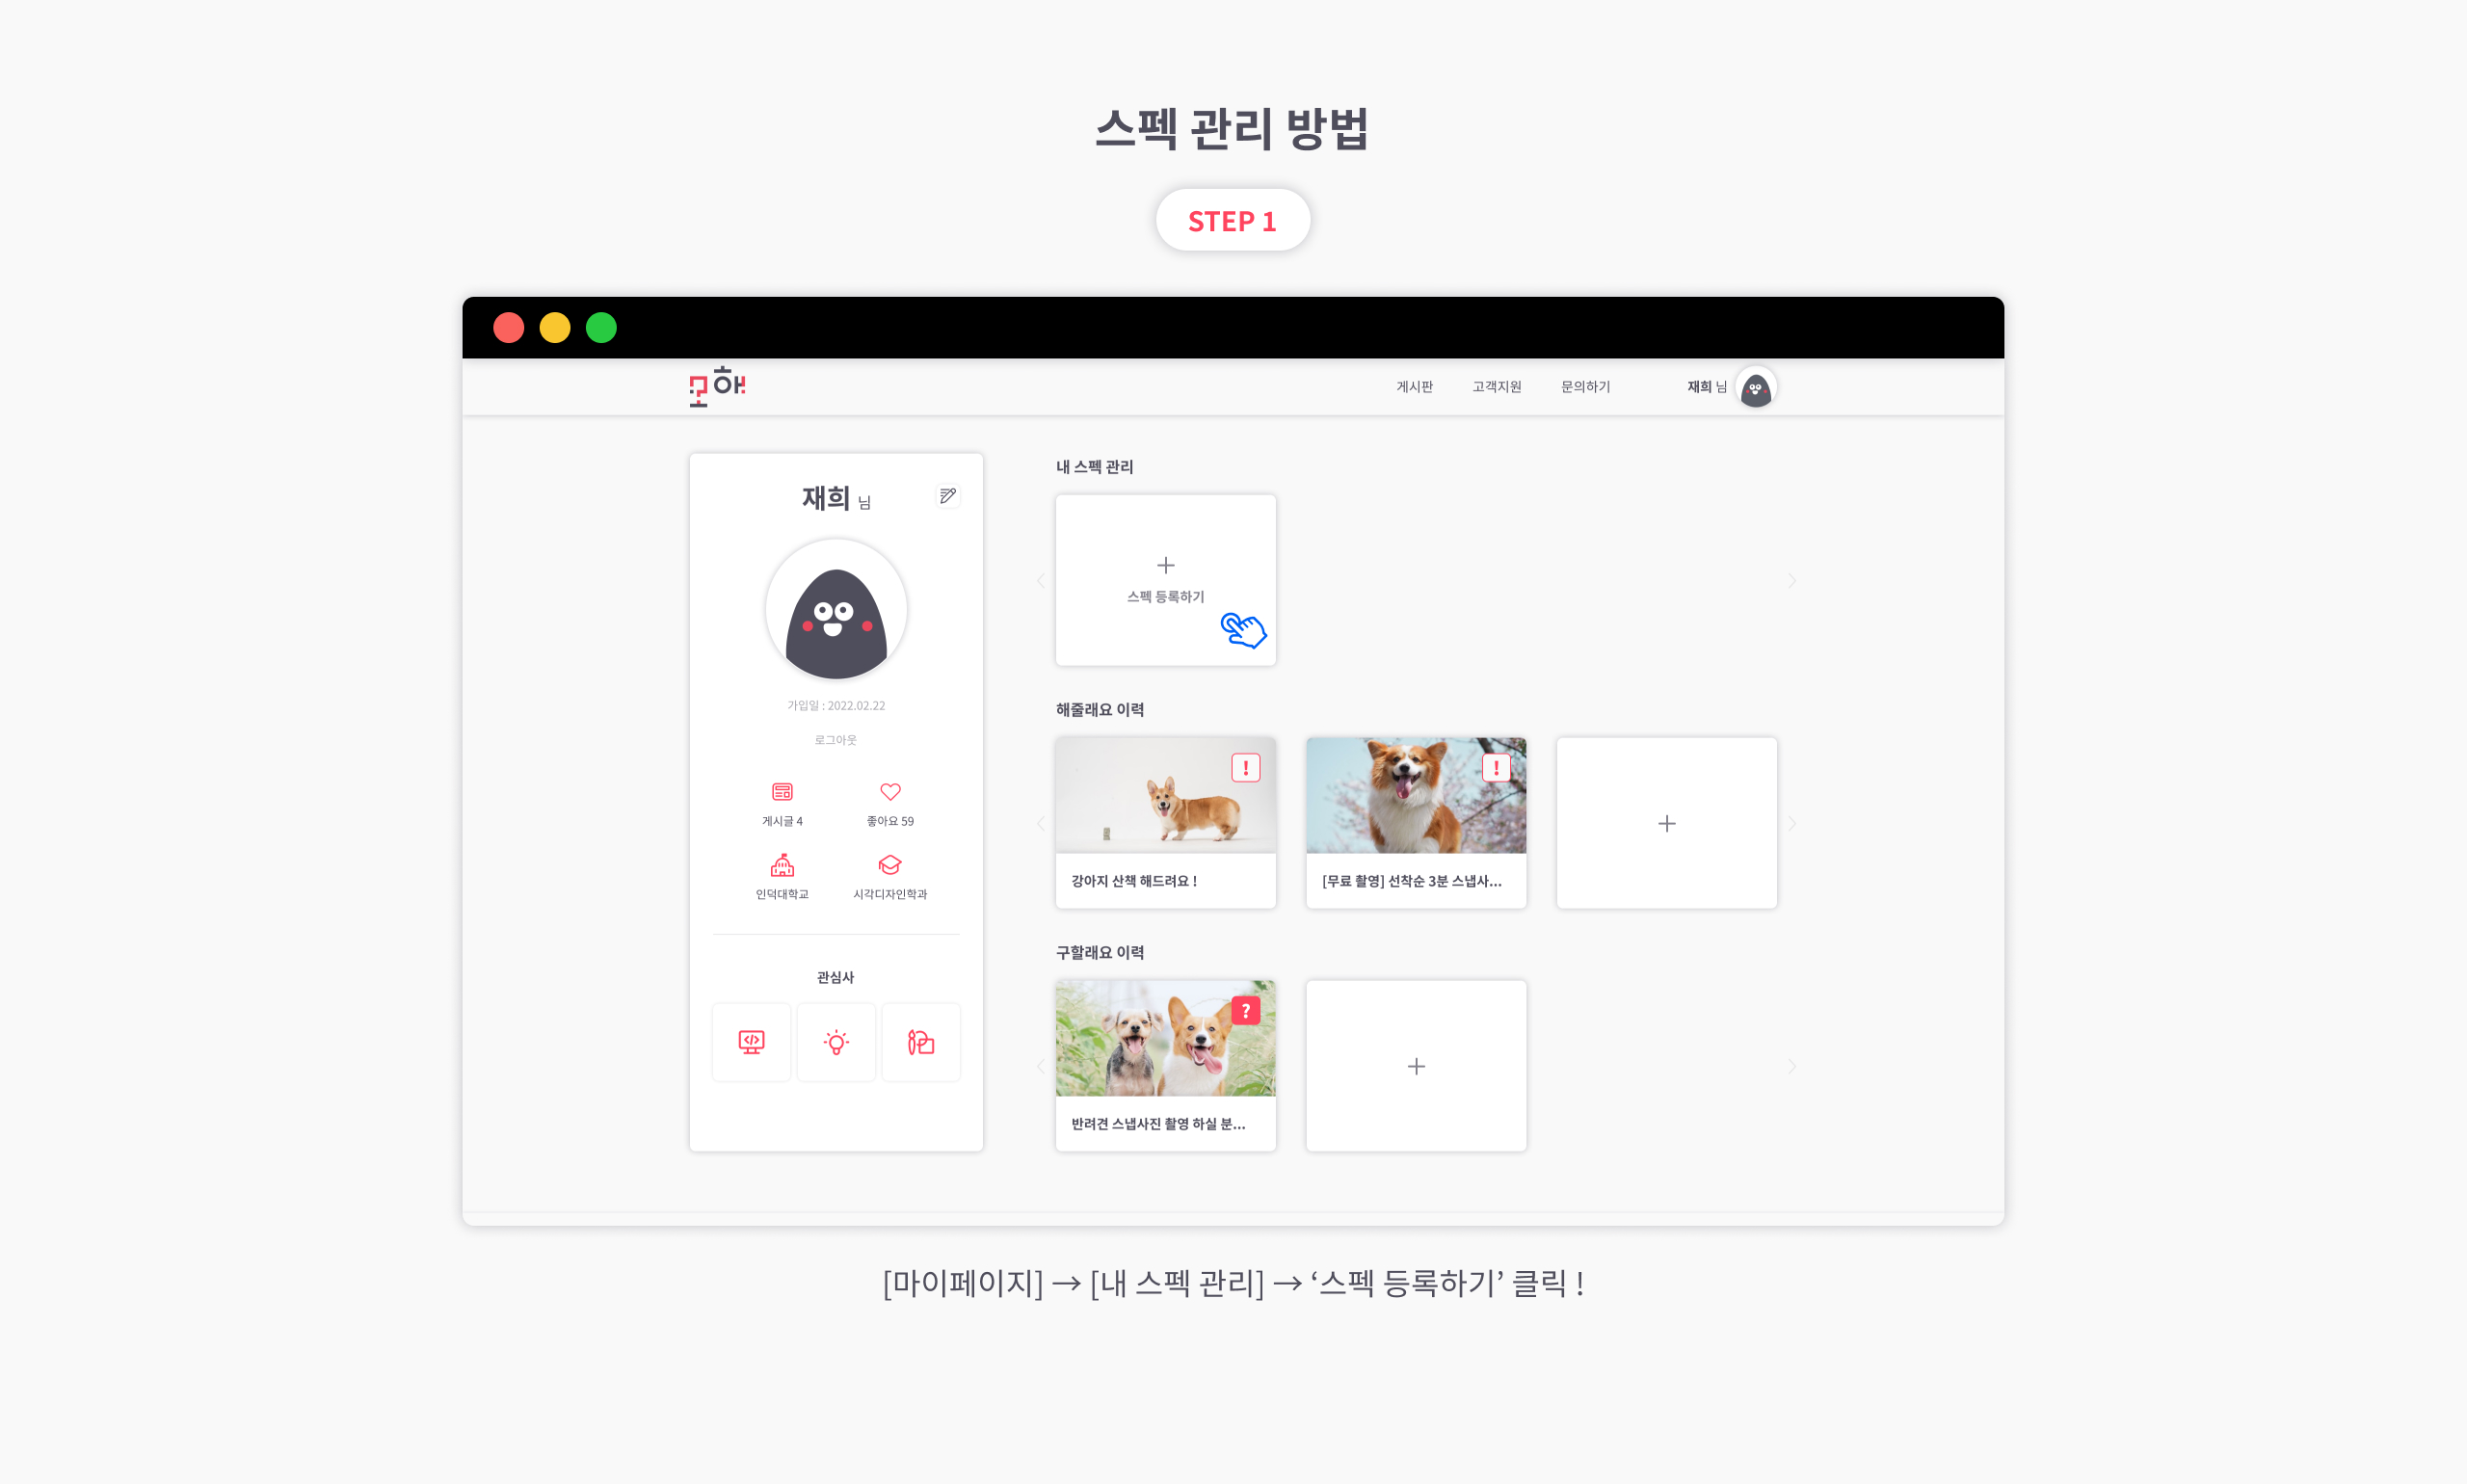 스펙 관리 방법
STEP 1
모해
게시판 고객지원 문의하기 재희 님
재희 님
가입일 : 2022.02.22
로그아웃
게시글 4 좋아요 59
인덕대학교 시각디자인학과
관심사
내 스펙 관리
스펙 등록하기
해줄래요 이력
!
강아지 산책 해드려요 !
!
[무료 촬영] 선착순 3분 스냅사...
구할래요 이력
?
반려견 스냅사진 촬영 하실 분...
[마이페이지] → [내 스펙 관리] → ‘스펙 등록하기’ 클릭 !